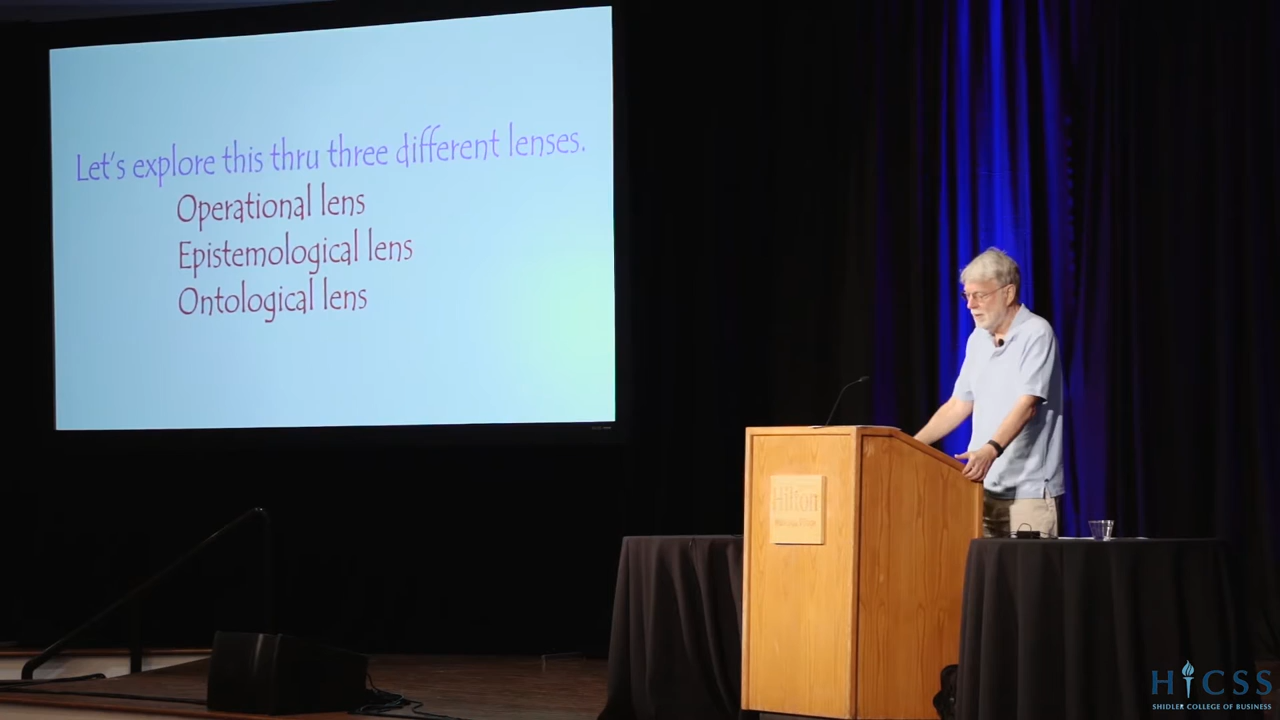 Let's explore this thru three different lenses.
Operational lens
Epistemological lens
Ontological lens
Hilton
HICSS
SHIDLER COLLEGE OF BUSINESS